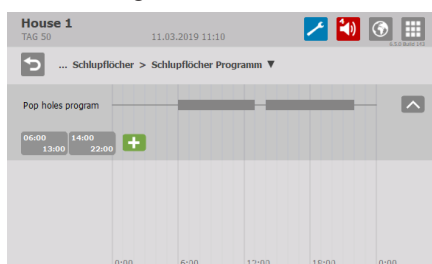 House 1
TAG 50 11.03.2019 11:10
... Schlupflöcher > Schlupflöcher Programm ▼
Pop holes program
06:00 14:00
13:00 22:00
0:00 6:00 12:00 18:00 0:00